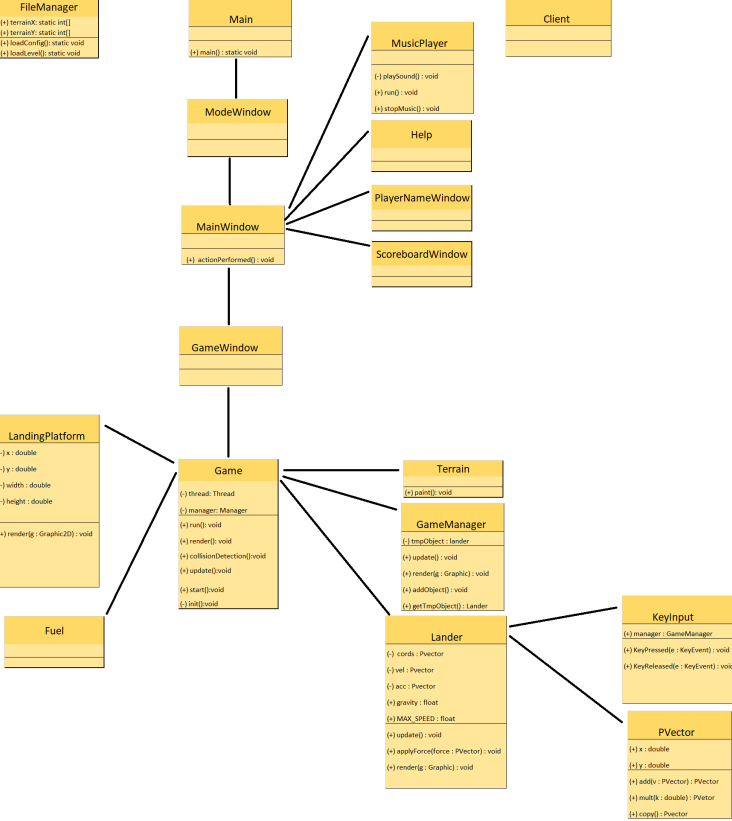 FileManager
(+) terrainX: static int[]
(+) terrainY: static int[]
(+) loadConfig(): static void
(+) loadLevel(): static void
Main
(+) main() : static void
Client
MusicPlayer
(-) playSound() : void
(+) run() : void
(+) stopMusic() : void
ModeWindow
Help
PlayerNameWindow
MainWindow
(+) actionPerformed() : void
ScoreboardWindow
GameWindow
LandingPlatform
-) x : double
-) y : double
-) width : double
-) height : double
+) render(g : Graphic2D) : void
Game
(-) thread: Thread
(-) manager: Manager
(+) run(): void
(+) render(): void
(+) collisionDetection():void
(+) update():void
(+) start():void
(-) init():void
Terrain
(+) paint(): void
GameManager
(-) tmpObject : lander
(+) update() : void
(+) render(g : Graphic) : void
(+) addObject() : void
(+) getTmpObject() : Lander
Fuel
Lander
(-) cords : Pvector
(-) vel : Pvector
(-) acc : Pvector
(+) gravity : float
(+) MAX_SPEED : float
(+) update() : void
(+) applyForce(force : PVector) : void
(+) render(g : Graphic) : void
KeyInput
(+) manager : GameManager
(+) KeyPressed(e : KeyEvent) : void
(+) KeyReleased(e : KeyEvent) : voi
PVector
(+) x : double
(+) y : double
(+) add(v : PVector) : PVector
(+) mult(k : double) : PVetor
(+) copy() : Pvector